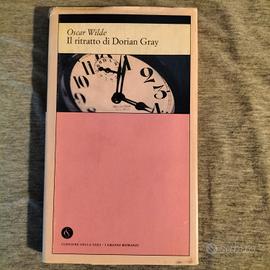 Oscar Wilde
Il ritratto di Dorian Gray
CORRIERE DELLA SERA · I GRANDI ROMANZI